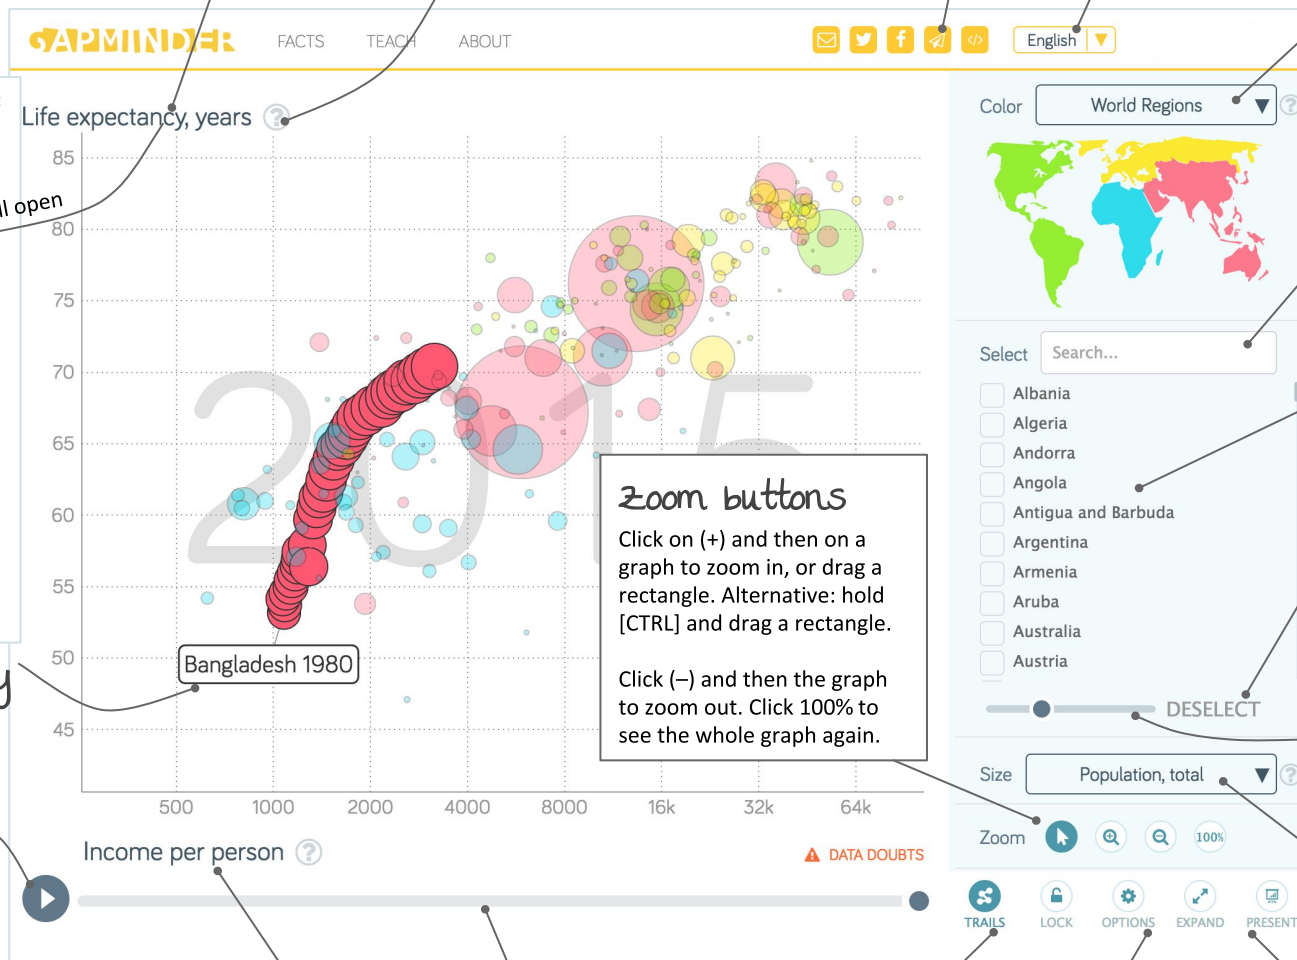 GAPMINDER
FACTS TEACH ABOUT
English
Life expectancy, years ?
open
85
80
75
70
65
60
55
50
45
2015
Bangladesh 1980
500 1000 2000 4000 8000 16k 32k 64k
Income per person ?
DATA DOUBTS
Zoom buttons
Click on (+) and then on a
graph to zoom in, or drag a
rectangle. Alternative: hold
[CTRL] and drag a rectangle.
Click (–) and then the graph
to zoom out. Click 100% to
see the whole graph again.
Color World Regions ?
Select Search...
Albania
Algeria
Andorra
Angola
Antigua and Barbuda
Argentina
Armenia
Aruba
Australia
Austria
DESELECT
Size Population, total ?
Zoom 100%
TRAILS LOCK OPTIONS EXPAND PRESENT